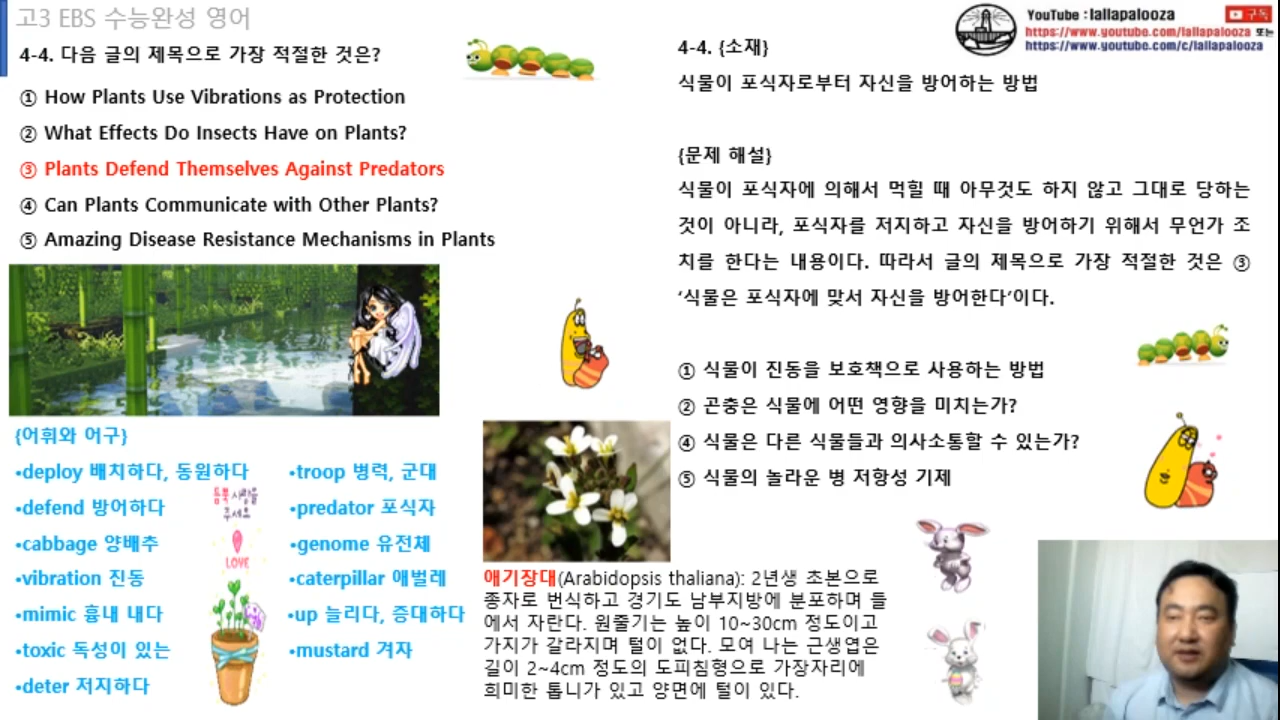 고3 EBS 수능완성 영어
4-4. 다음 글의 제목으로 가장 적절한 것은?
① How Plants Use Vibrations as Protection
② What Effects Do Insects Have on Plants?
③ Plants Defend Themselves Against Predators
④ Can Plants Communicate with Other Plants?
⑤ Amazing Disease Resistance Mechanisms in Plants
{어휘와 어구}
•deploy 배치하다, 동원하다
•troop 병력, 군대
•defend 방어하다
•predator 포식자
•cabbage 양배추
•genome 유전체
•vibration 진동
•caterpillar 애벌레
•mimic 흉내 내다
•up 늘리다, 증대하다
•toxic 독성이 있는
•mustard 겨자
•deter 저지하다
듬뿍 사랑을
주세요
LOVE
애기장대(Arabidopsis thaliana): 2년생 초본으로
종자로 번식하고 경기도 남부지방에 분포하며 들
에서 자란다. 원줄기는 높이 10~30cm 정도이고
가지가 갈라지며 털이 없다. 모여 나는 근생엽은
길이 2~4cm 정도의 도피침형으로 가장자리에
희미한 톱니가 있고 양면에 털이 있다.
4-4. {소재}
식물이 포식자로부터 자신을 방어하는 방법
{문제 해설}
식물이 포식자에 의해서 먹힐 때 아무것도 하지 않고 그대로 당하는
것이 아니라, 포식자를 저지하고 자신을 방어하기 위해서 무언가 조
치를 한다는 내용이다. 따라서 글의 제목으로 가장 적절한 것은 ③
‘식물은 포식자에 맞서 자신을 방어한다’이다.
① 식물이 진동을 보호책으로 사용하는 방법
② 곤충은 식물에 어떤 영향을 미치는가?
④ 식물은 다른 식물들과 의사소통할 수 있는가?
⑤ 식물의 놀라운 병 저항성 기제
YouTube : lallapalooza
구독
https://www.youtube.com/lallapalooza 또는
https://www.youtube.com/c/lallapalooza